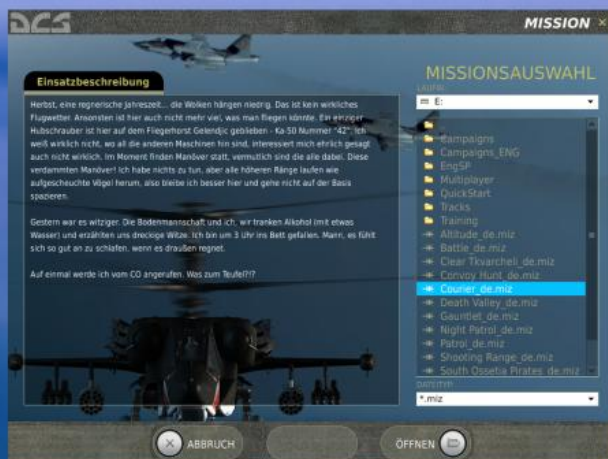 DCS
MISSION ×
MISSIONSAUSWAHL
Einsatzbeschreibung
Herbst, eine regnerische Jahreszeit... die Wolken hängen niedrig. Das ist kein wirkliches
Flugwetter. Ansonsten ist hier auch nicht mehr viel, was man fliegen könnte. Ein einziger
Hubschrauber ist hier auf dem Fliegerhorst Gelendjic geblieben - Ka-50 Nummer "42". Ich
weiß wirklich nicht, wo all die anderen Maschinen hin sind, interessiert mich ehrlich gesagt
auch nicht wirklich. Im Moment finden Manöver statt, vermutlich sind die alle dabei. Diese
verdammten Manöver! Ich habe nichts zu tun, aber alle höheren Ränge laufen wie
aufgescheuchte Vögel herum, also bleibe ich besser hier und gehe nicht auf der Basis
spazieren.
Gestern war es witziger. Die Bodenmannschaft und ich, wir tranken Alkohol (mit etwas
Wasser) und erzählten uns dreckige Witze. Ich bin um 3 Uhr ins Bett gefallen. Mann, es fühlt
sich so gut an zu schlafen, wenn es draußen regnet.
Auf einmal werde ich vom CO angerufen. Was zum Teufel?!?
E:
Campaigns
Campaigns_ENG
EngSP
Multiplayer
QuickStart
Tracks
Training
Altitude_de.miz
Battle_de.miz
Clear Tkvarcheli_de.miz
Convoy Hunt_de.miz
Courier_de.miz
Death Valley_de.miz
Gauntlet_de.miz
Night Patrol_de.miz
Patrol_de.miz
Shooting Range_de.miz
South Ossetia Pirates_de.miz
DATEITYP
*.miz
ABBRUCH
ÖFFNEN